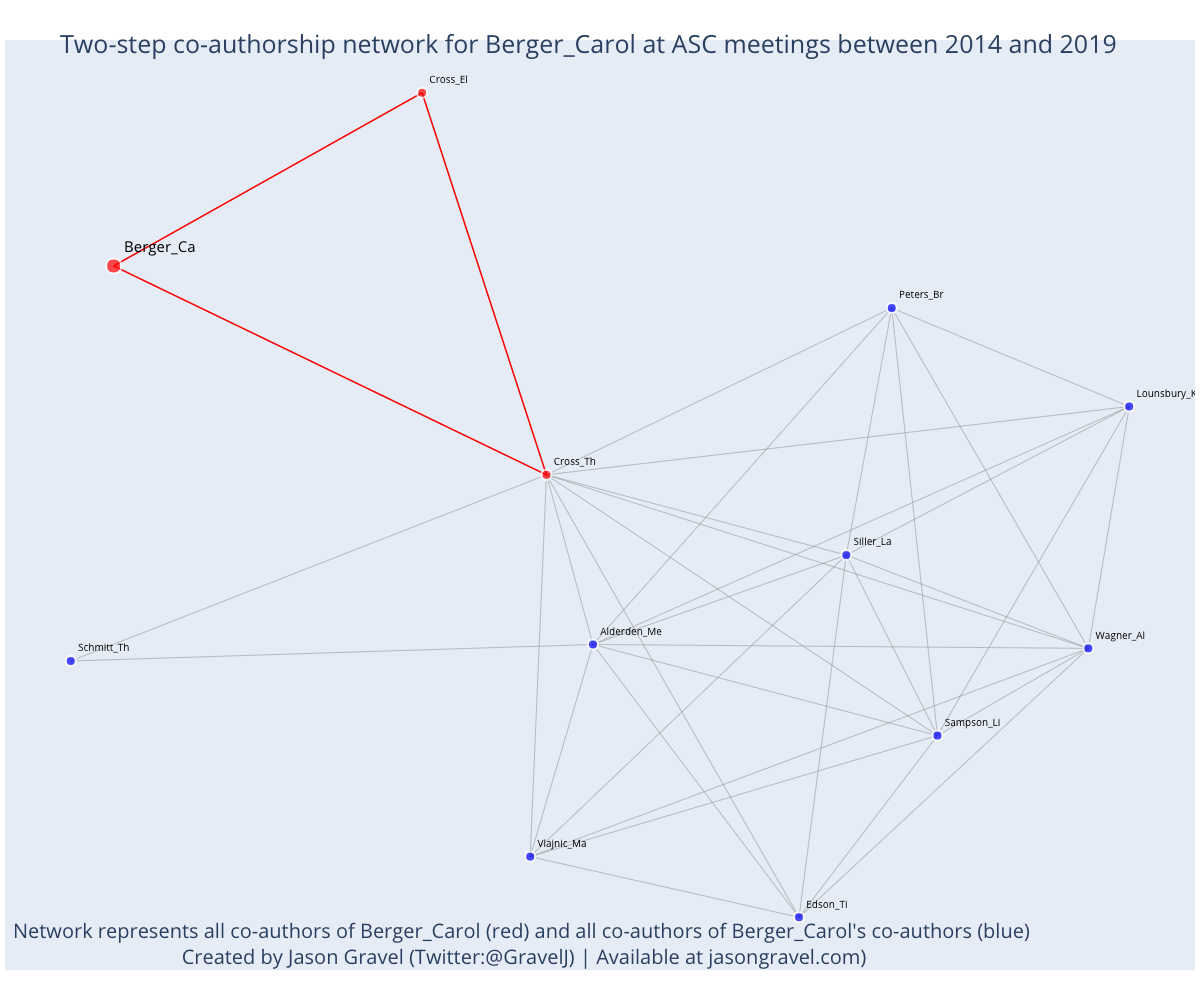 Two-step co-authorship network for Berger_Carol at ASC meetings between 2014 and 2019
Cross_El
Berger_Ca
Peters_Br
Lounsbury_K
Cross_Th
Siller_La
Alderden_Me
Wagner_Al
Schmitt_Th
Sampson_Li
Vlajnic_Ma
Edson_Ti
Network represents all co-authors of Berger_Carol (red) and all co-authors of Berger_Carol's co-authors (blue)
Created by Jason Gravel (Twitter:@GravelJ) | Available at jasongravel.com)